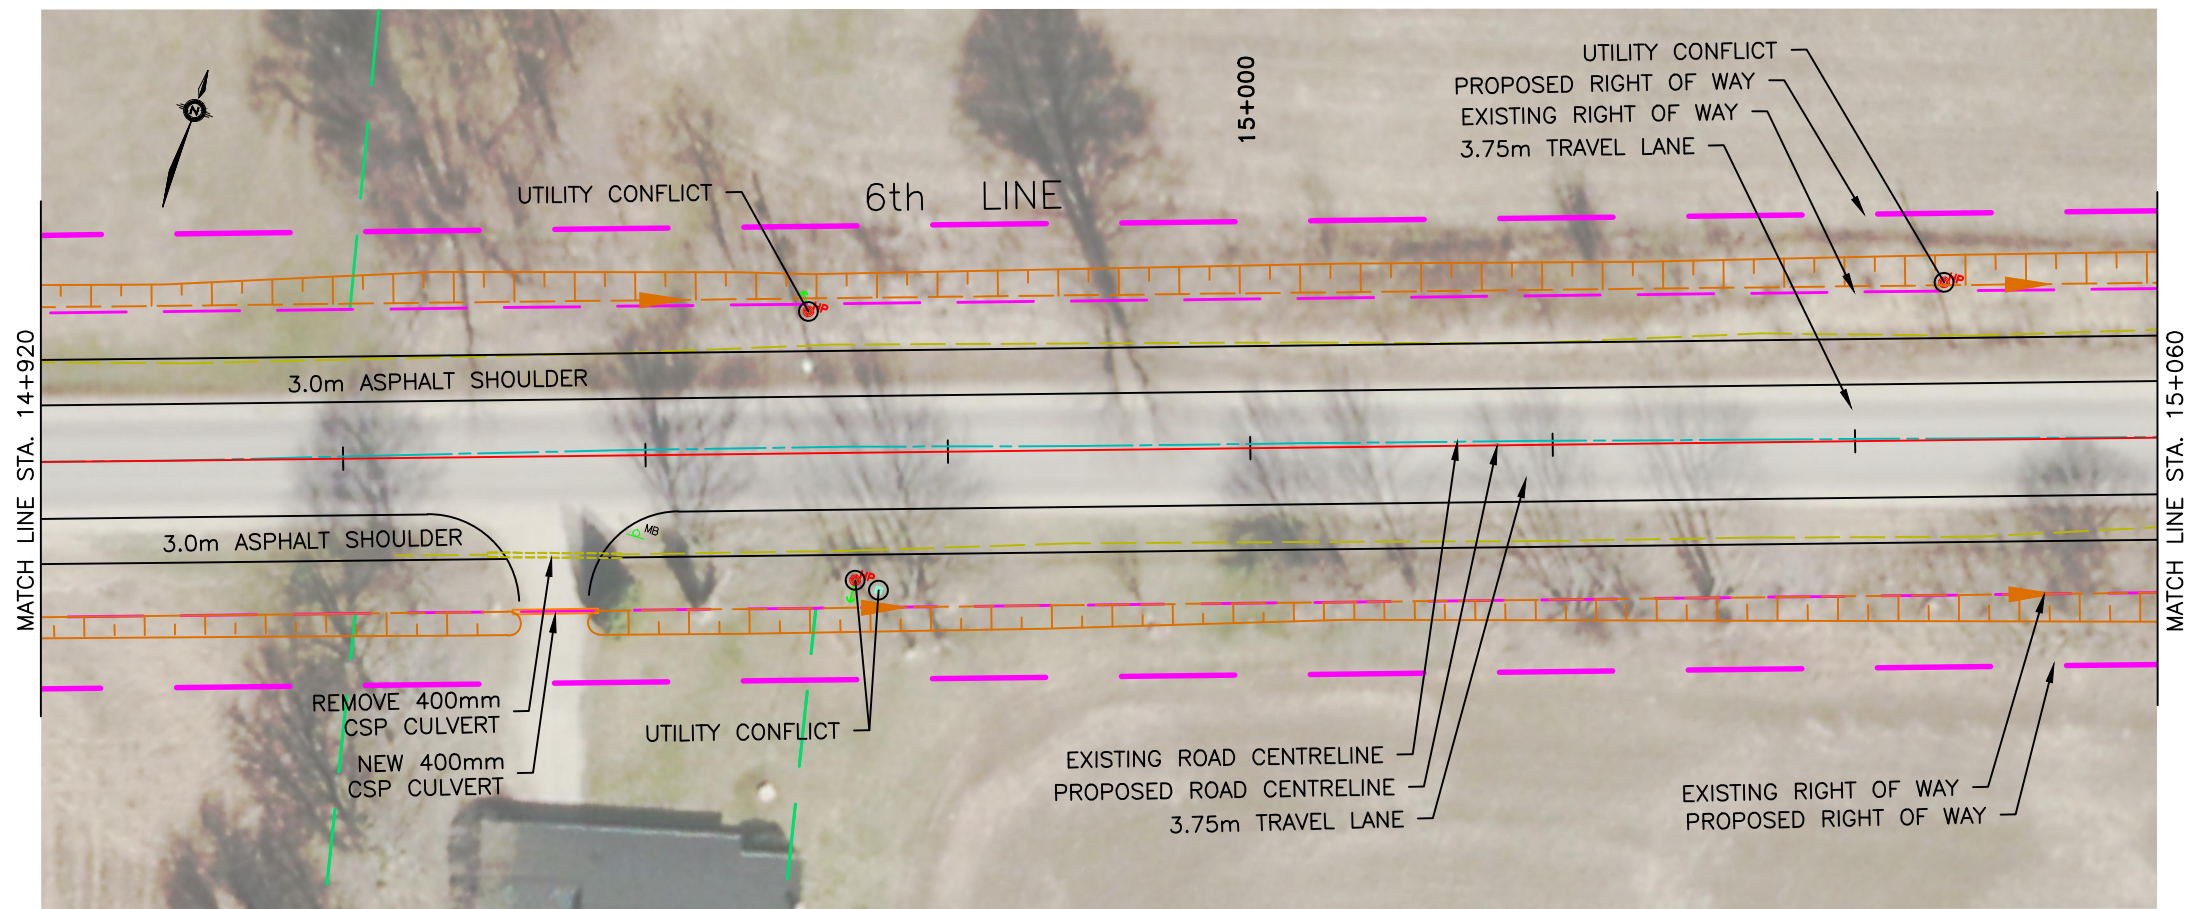 UTILITY CONFLICT
PROPOSED RIGHT OF WAY
EXISTING RIGHT OF WAY
3.75m TRAVEL LANE
15+000
N
UTILITY CONFLICT
6th LINE
HP
HP
MATCH LINE STA. 14+920
MATCH LINE STA. 15+060
3.0m ASPHALT SHOULDER
3.0m ASPHALT SHOULDER
MB
HP
REMOVE 400mm
CSP CULVERT
NEW 400mm
CSP CULVERT
UTILITY CONFLICT
EXISTING ROAD CENTRELINE
PROPOSED ROAD CENTRELINE
3.75m TRAVEL LANE
EXISTING RIGHT OF WAY
PROPOSED RIGHT OF WAY